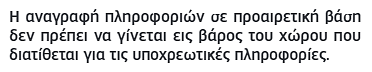 Η αναγραφή πληροφοριών σε προαιρετική βάση
δεν πρέπει να γίνεται εις βάρος του χώρου που
διατίθεται για τις υποχρεωτικές πληροφορίες.